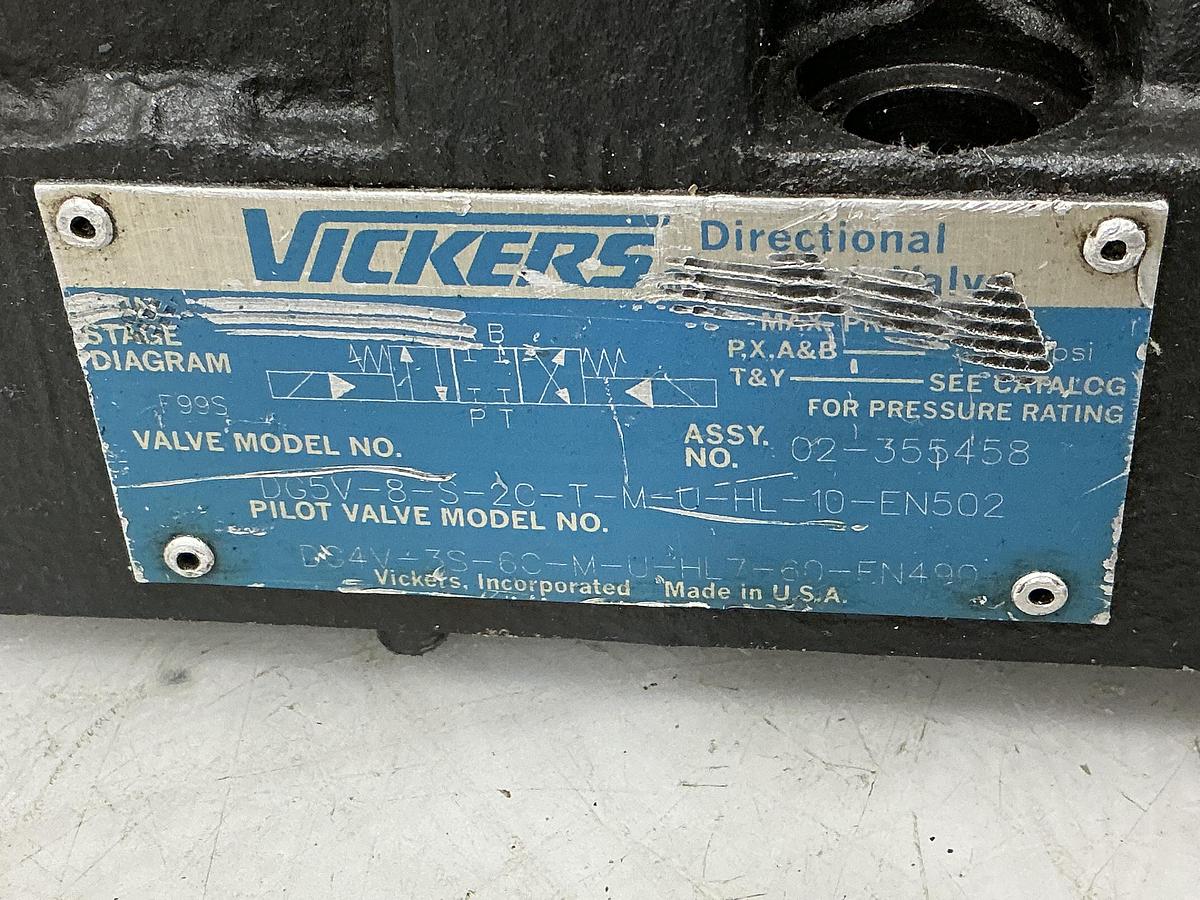 VICKERS Directional
STAGE
DIAGRAM
B
P T
P,X,A&B psi
T&Y SEE CATALOG
FOR PRESSURE RATING
F99S
VALVE MODEL NO.
ASSY.
NO. 02-355458
DG5V-8-S-2C-T-M-U-HL-10-EN502
PILOT VALVE MODEL NO.
DG4V-3S-6C-M-U-HL7-60-EN490
Vickers, Incorporated Made in U.S.A.